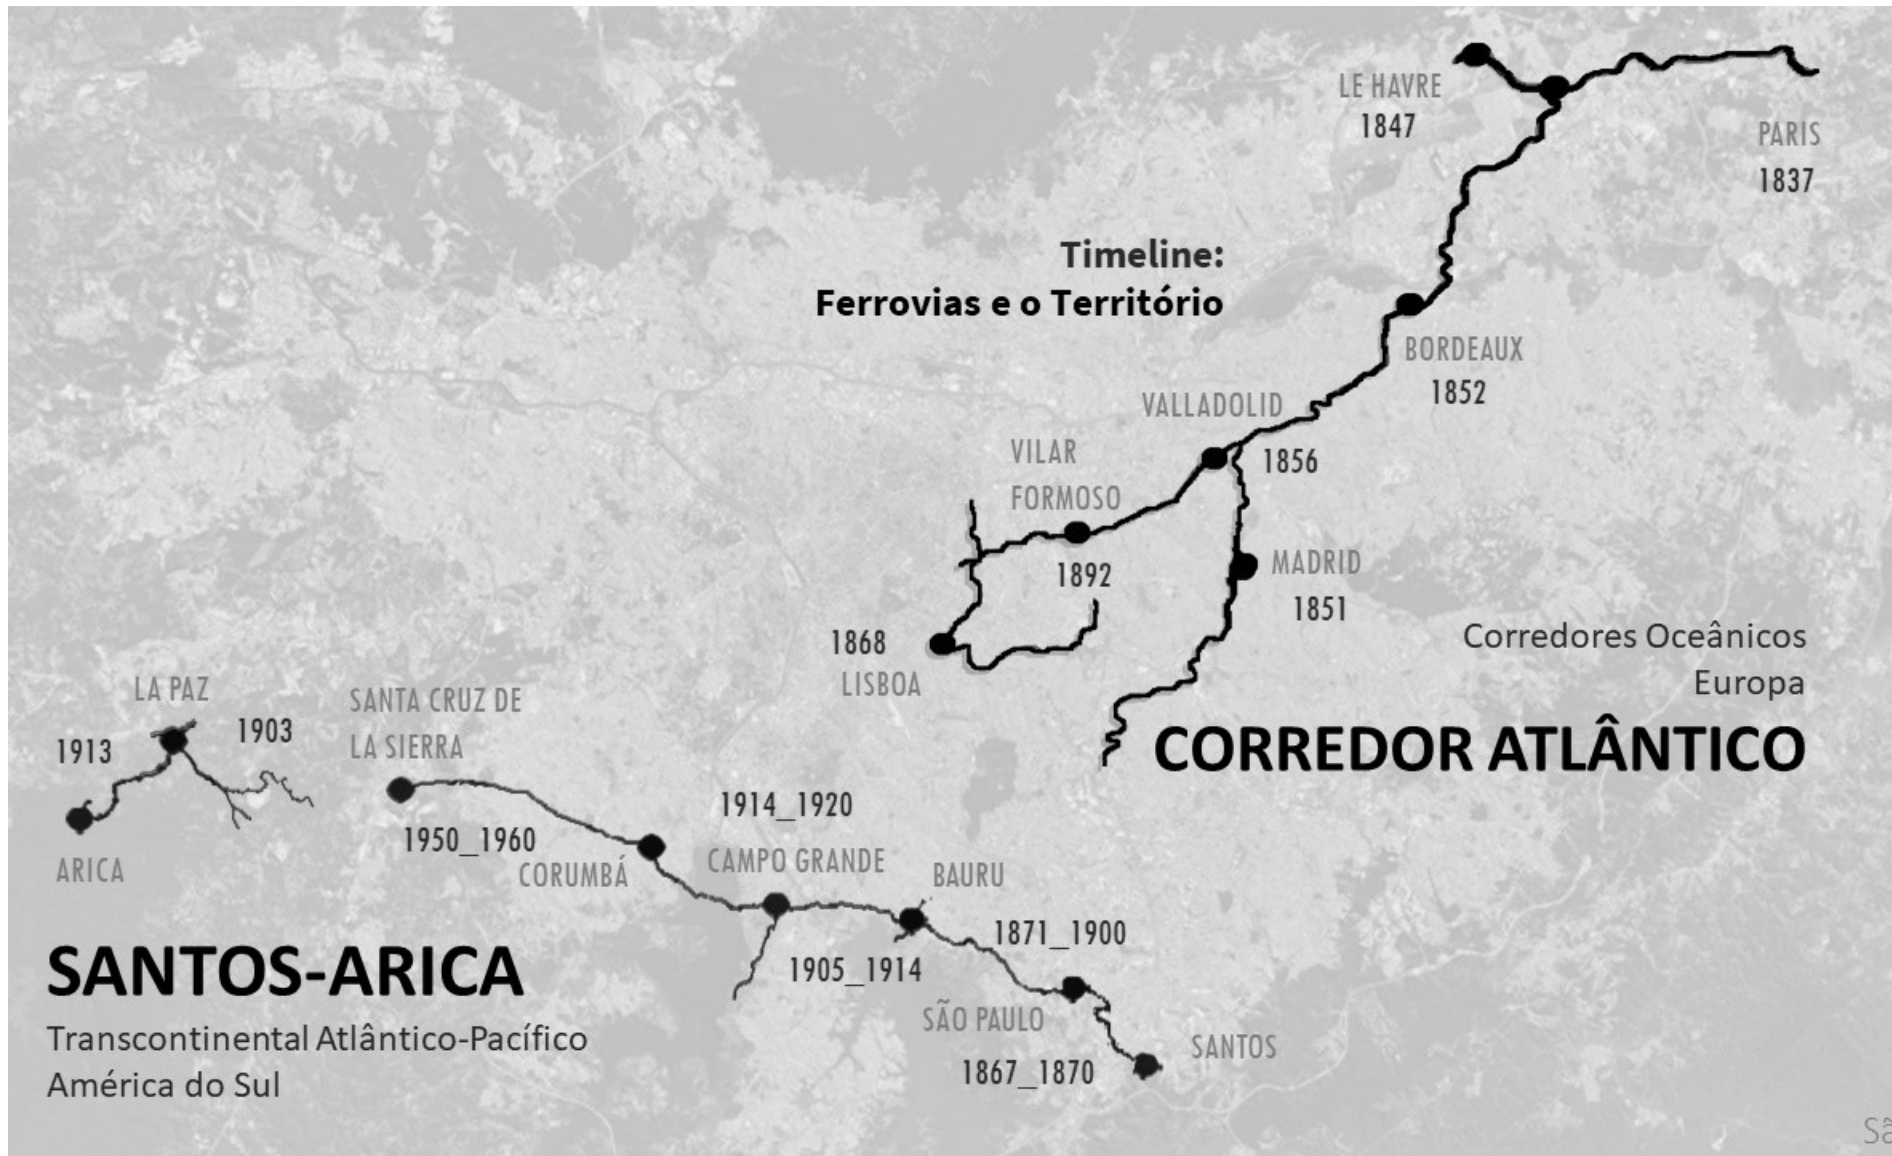 LE HAVRE
1847
PARIS
1837
Timeline:
Ferrovias e o Território
BORDEAUX
1852
VALLADOLID
1856
VILAR
FORMOSO
1892
MADRID
1851
1868
LISBOA
Corredores Oceânicos
Europa
CORREDOR ATLÂNTICO
LA PAZ
1903
1913
ARICA
SANTA CRUZ DE
LA SIERRA
1950_1960
CORUMBÁ
1914_1920
CAMPO GRANDE
1905_1914
BAURU
1871_1900
SÃO PAULO
1867_1870
SANTOS
SANTOS-ARICA
Transcontinental Atlântico-Pacífico
América do Sul